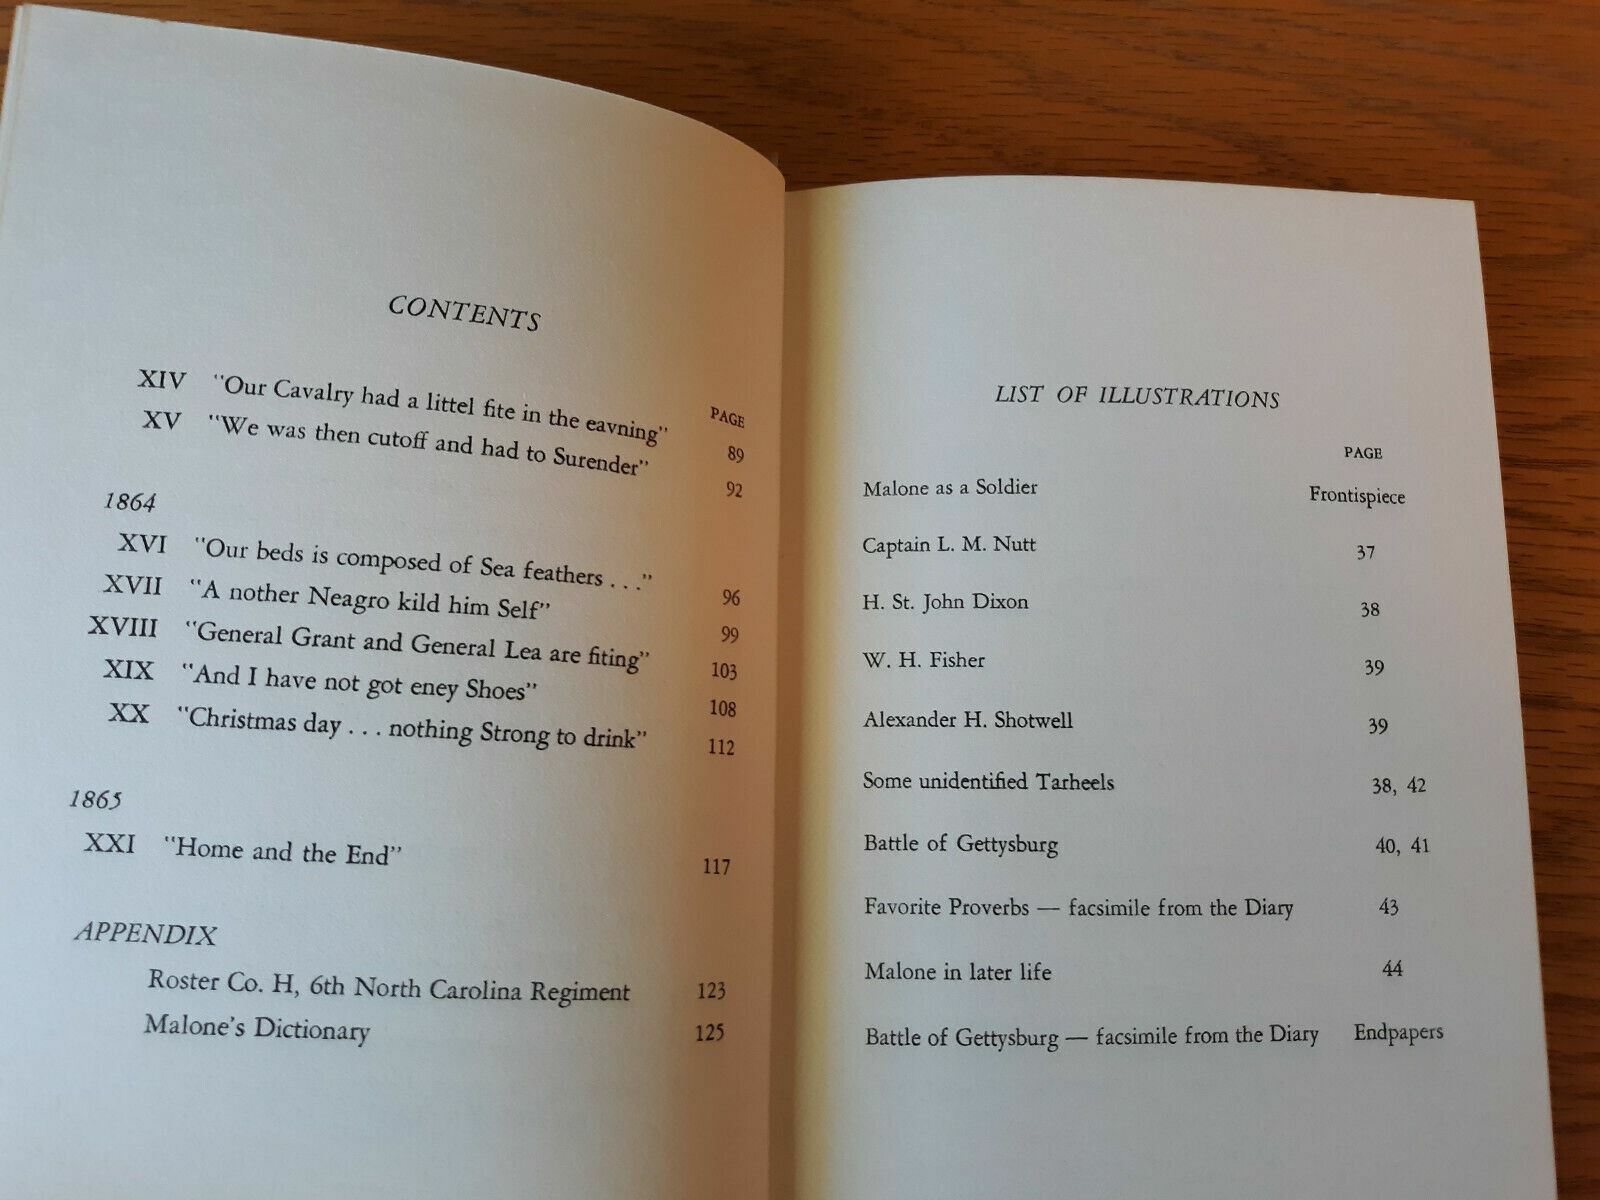 CONTENTS
PAGE
XIV "Our Cavalry had a littel fite in the eavning" 89
XV "We was then cutoff and had to Surender" 92
1864
XVI "Our beds is composed of Sea feathers . . ." 96
XVII "A nother Neagro kild him Self" 99
XVIII "General Grant and General Lea are fiting" 103
XIX "And I have not got eney Shoes" 108
XX "Christmas day . . . nothing Strong to drink" 112
1865
XXI "Home and the End" 117
APPENDIX
Roster Co. H, 6th North Carolina Regiment 123
Malone's Dictionary 125
LIST OF ILLUSTRATIONS
PAGE
Malone as a Soldier Frontispiece
Captain L. M. Nutt 37
H. St. John Dixon 38
W. H. Fisher 39
Alexander H. Shotwell 39
Some unidentified Tarheels 38, 42
Battle of Gettysburg 40, 41
Favorite Proverbs — facsimile from the Diary 43
Malone in later life 44
Battle of Gettysburg — facsimile from the Diary Endpapers